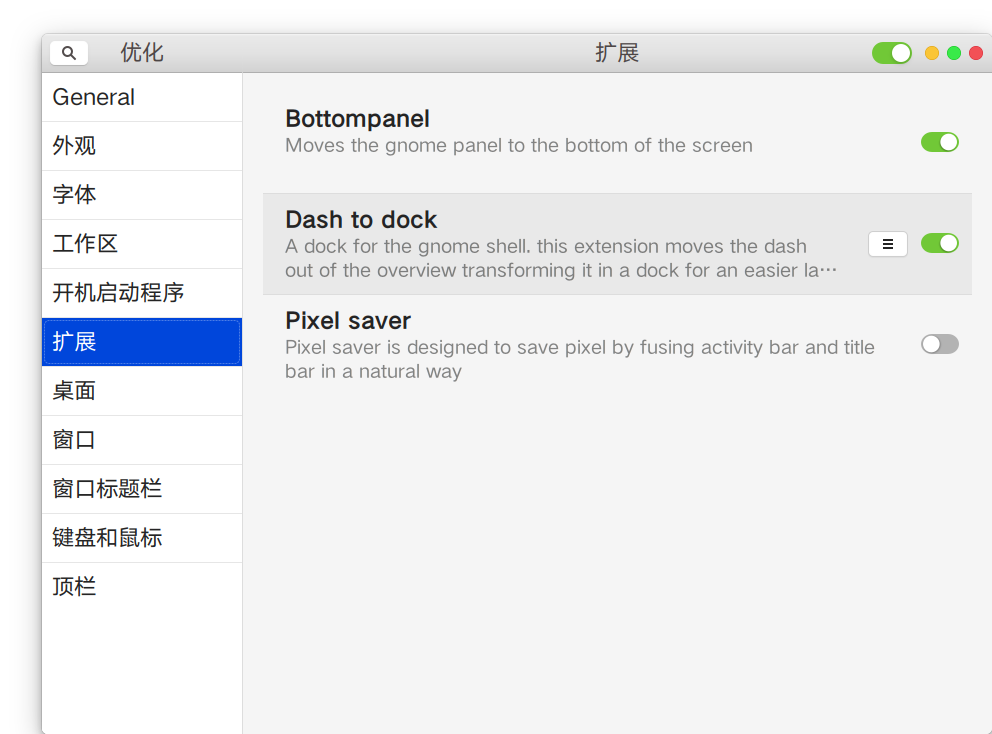 优化
扩展
General
外观
字体
工作区
开机启动程序
扩展
桌面
窗口
窗口标题栏
键盘和鼠标
顶栏
Bottompanel
Moves the gnome panel to the bottom of the screen
Dash to dock
A dock for the gnome shell. this extension moves the dash
out of the overview transforming it in a dock for an easier la…
Pixel saver
Pixel saver is designed to save pixel by fusing activity bar and title
bar in a natural way